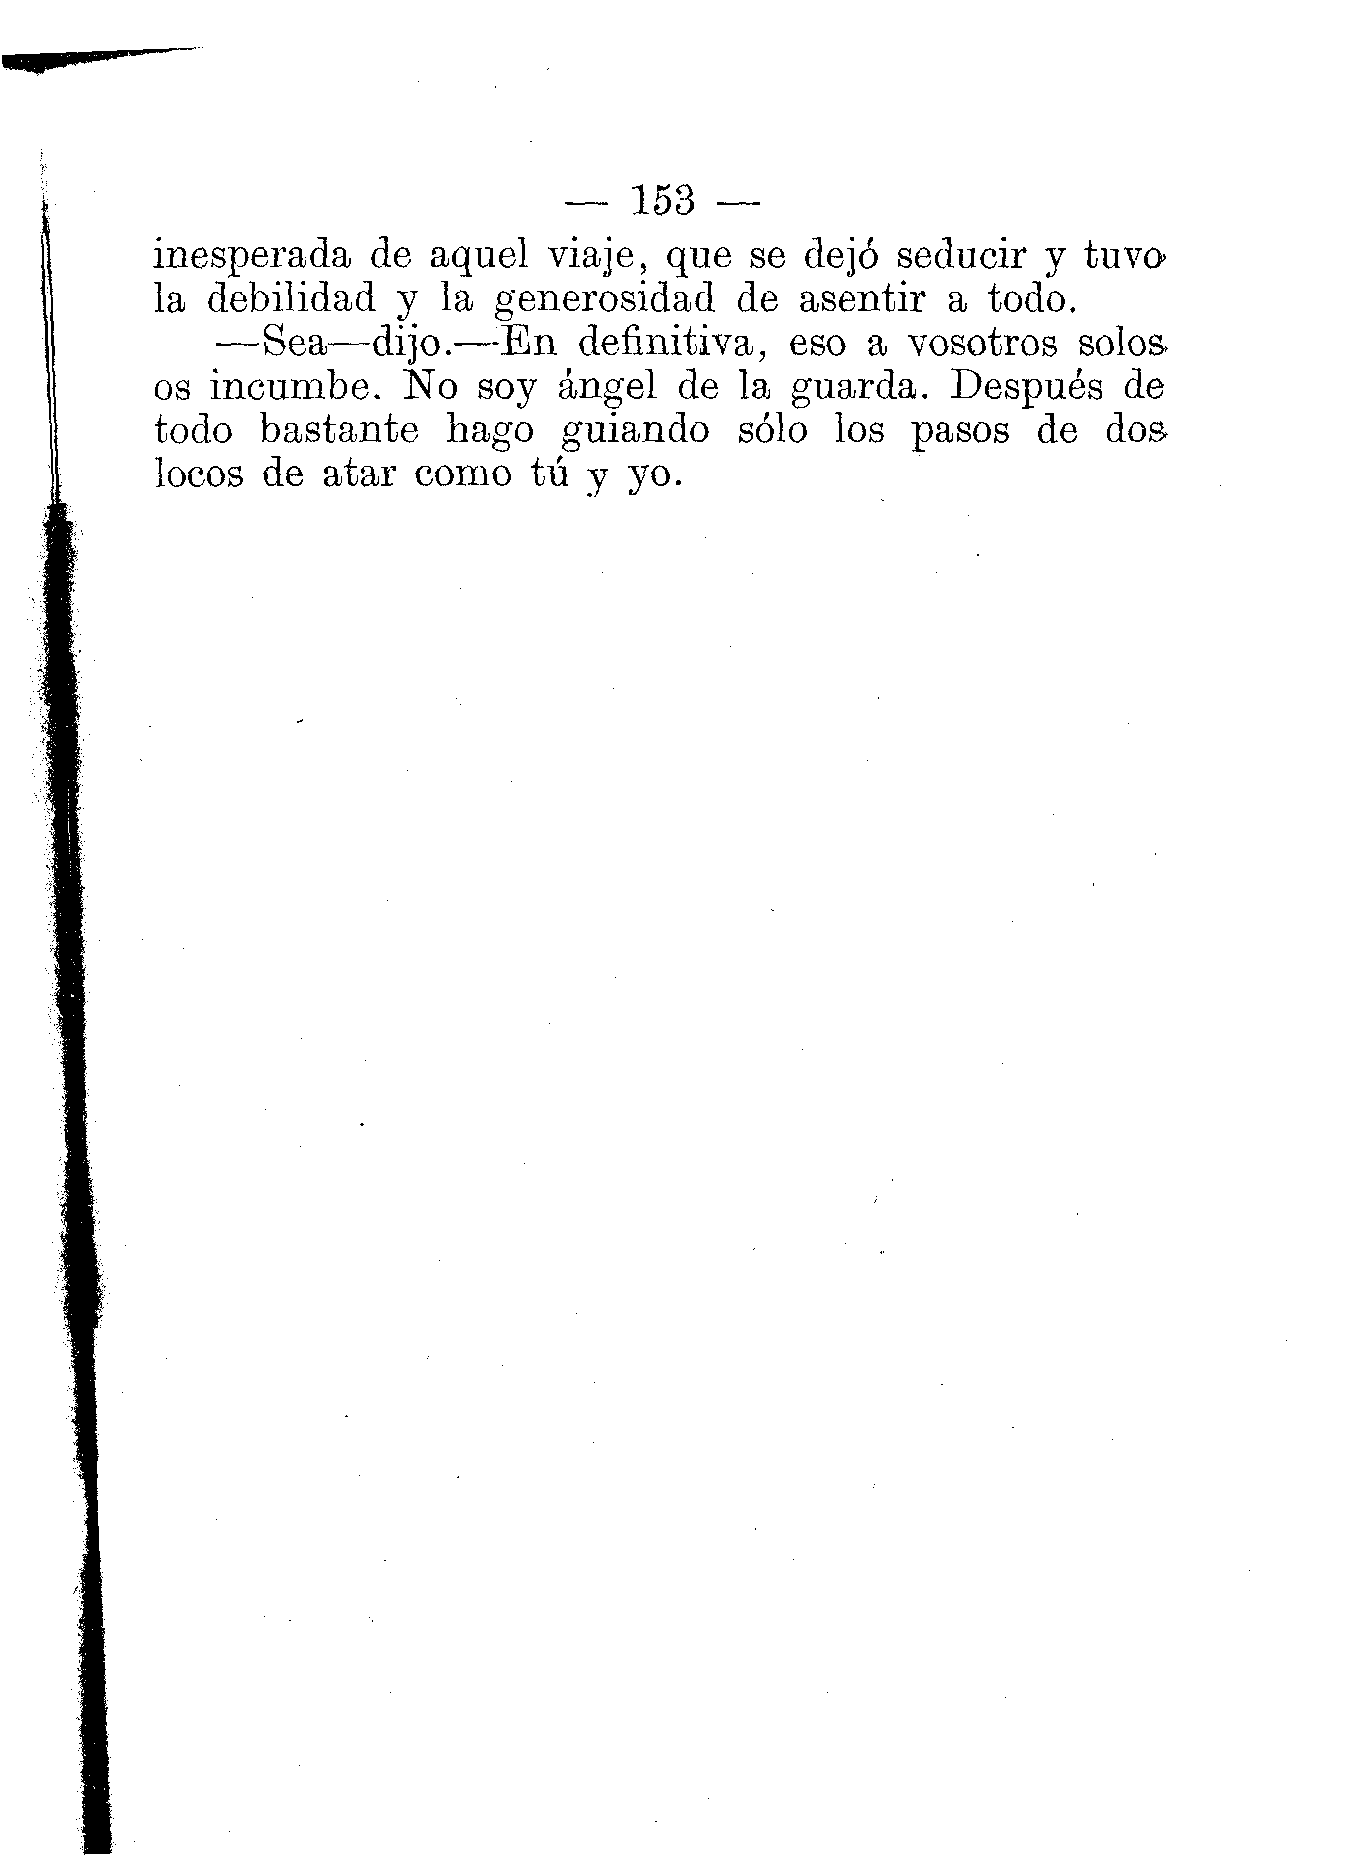 — 153 —
inesperada de aquel viaje, que se dejó seducir y tuvo
la debilidad y la generosidad de asentir a todo.
—Sea—dijo.—En definitiva, eso a vosotros solos
os incumbe. No soy ángel de la guarda. Después de
todo bastante hago guiando sólo los pasos de dos
locos de atar como tú y yo.